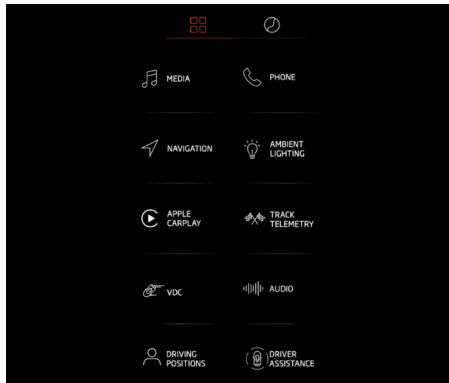 MEDIA
PHONE
NAVIGATION
AMBIENT
LIGHTING
APPLE
CARPLAY
TRACK
TELEMETRY
VDC
AUDIO
DRIVING
POSITIONS
DRIVER
ASSISTANCE